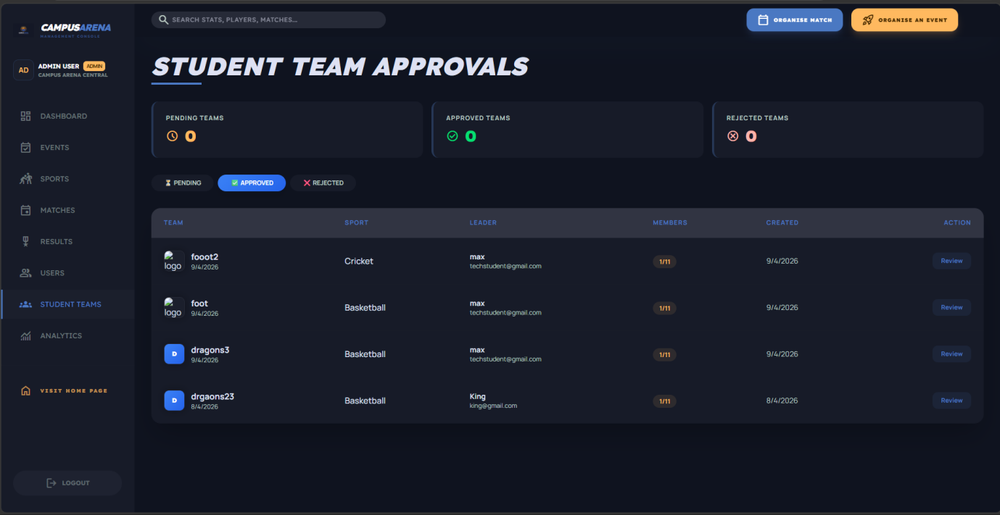 CAMPUSARENA
MANAGEMENT CONSOLE
AD
ADMIN USER ADMIN
CAMPUS ARENA CENTRAL
DASHBOARD
EVENTS
SPORTS
MATCHES
RESULTS
USERS
STUDENT TEAMS
ANALYTICS
VISIT HOME PAGE
LOGOUT
SEARCH STATS, PLAYERS, MATCHES...
ORGANISE MATCH
ORGANISE AN EVENT
STUDENT TEAM APPROVALS
PENDING TEAMS
0
APPROVED TEAMS
0
REJECTED TEAMS
0
⏳ PENDING ✅ APPROVED ❌ REJECTED
TEAM SPORT LEADER MEMBERS CREATED ACTION
logo fooot2 9/4/2026 Cricket max techstudent@gmail.com 1/11 9/4/2026 Review
logo foot 9/4/2026 Basketball max techstudent@gmail.com 1/11 9/4/2026 Review
D dragons3 9/4/2026 Basketball max techstudent@gmail.com 1/11 9/4/2026 Review
D drgaons23 8/4/2026 Basketball King king@gmail.com 1/11 8/4/2026 Review